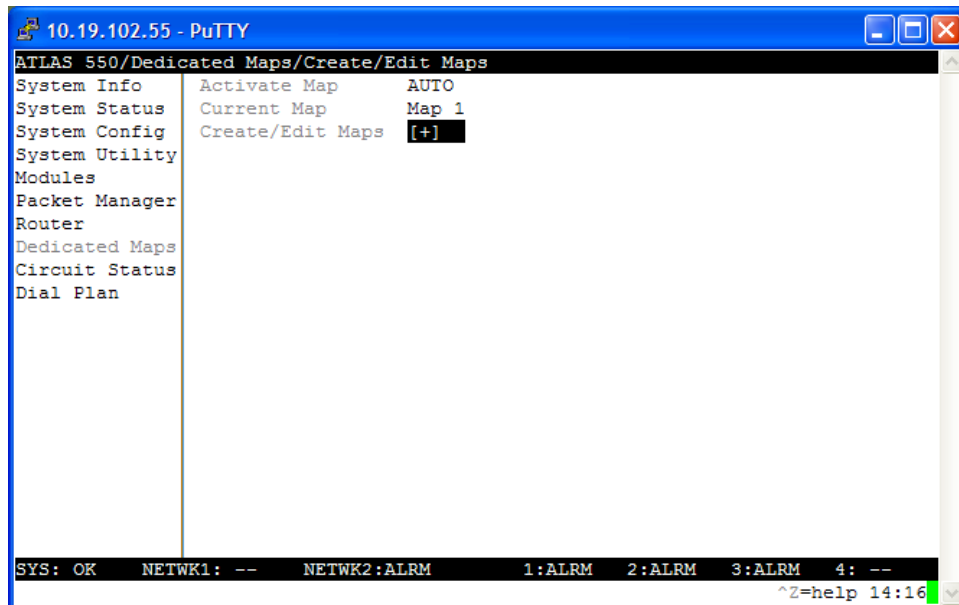 10.19.102.55 - PuTTY
ATLAS 550/Dedicated Maps/Create/Edit Maps
System Info Activate Map AUTO
System Status Current Map Map 1
System Config Create/Edit Maps [+]
System Utility
Modules
Packet Manager
Router
Dedicated Maps
Circuit Status
Dial Plan
SYS: OK NETWK1: -- NETWK2:ALRM 1:ALRM 2:ALRM 3:ALRM 4: --
^Z=help 14:16